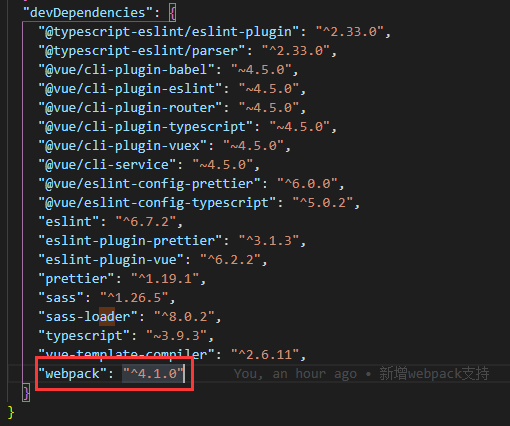 "devDependencies": {
"@typescript-eslint/eslint-plugin": "^2.33.0",
"@typescript-eslint/parser": "^2.33.0",
"@vue/cli-plugin-babel": "~4.5.0",
"@vue/cli-plugin-eslint": "~4.5.0",
"@vue/cli-plugin-router": "~4.5.0",
"@vue/cli-plugin-typescript": "~4.5.0",
"@vue/cli-plugin-vuex": "~4.5.0",
"@vue/cli-service": "~4.5.0",
"@vue/eslint-config-prettier": "^6.0.0",
"@vue/eslint-config-typescript": "^5.0.2",
"eslint": "^6.7.2",
"eslint-plugin-prettier": "^3.1.3",
"eslint-plugin-vue": "^6.2.2",
"prettier": "^1.19.1",
"sass": "^1.26.5",
"sass-loader": "^8.0.2",
"typescript": "~3.9.3",
"vue-template-compiler": "^2.6.11",
"webpack": "^4.1.0" You, an hour ago • 新增webpack支持
}
}